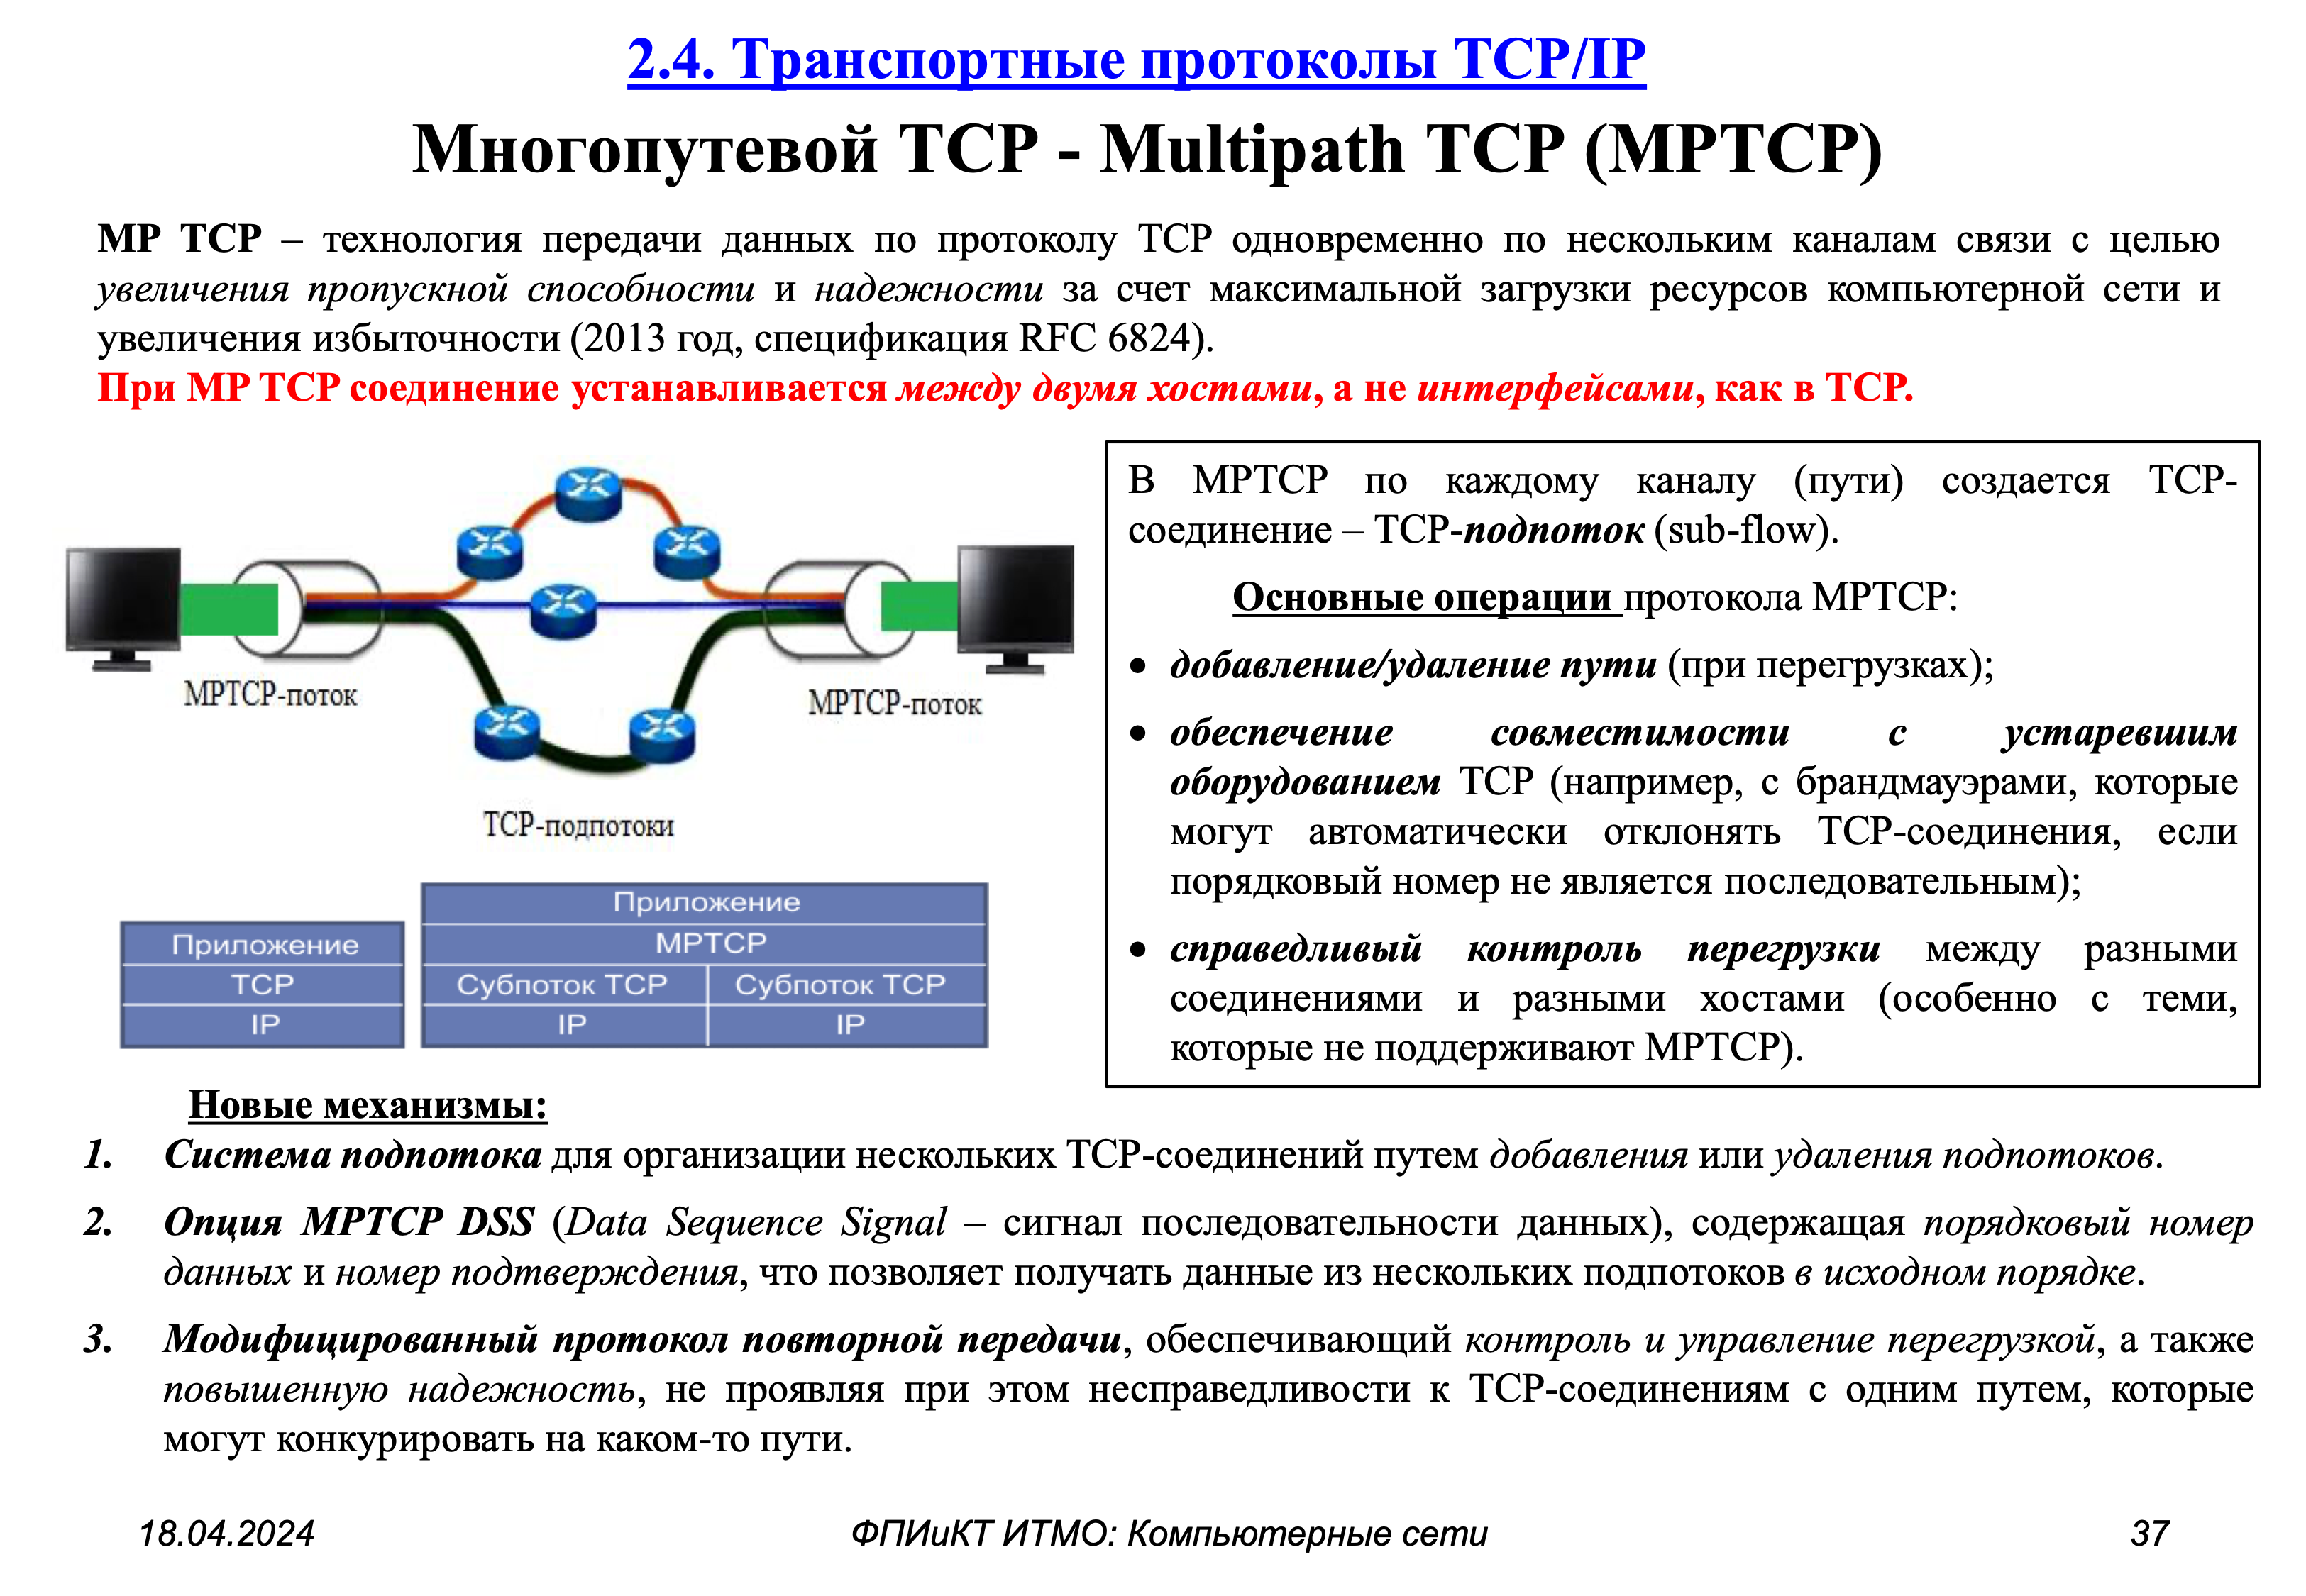 2.4. Транспортные протоколы TCP/IP
Многопутевой TCP - Multipath TCP (MPTCP)
MP TCP – технология передачи данных по протоколу TCP одновременно по нескольким каналам связи с целью
увеличения пропускной способности и надежности за счет максимальной загрузки ресурсов компьютерной сети и
увеличения избыточности (2013 год, спецификация RFC 6824).
При MP TCP соединение устанавливается между двумя хостами, а не интерфейсами, как в TCP.
MPTCP-поток
MPTCP-поток
TCP-подпотоки
Приложение
TCP
IP
Приложение
MPTCP
Субпоток TCP
Субпоток TCP
IP
IP
В MPTCP по каждому каналу (пути) создается TCP-
соединение – TCP-подпоток (sub-flow).
Основные операции протокола MPTCP:
• добавление/удаление пути (при перегрузках);
• обеспечение совместимости с устаревшим
оборудованием TCP (например, с брандмауэрами, которые
могут автоматически отклонять TCP-соединения, если
порядковый номер не является последовательным);
• справедливый контроль перегрузки между разными
соединениями и разными хостами (особенно с теми,
которые не поддерживают MPTCP).
Новые механизмы:
1. Система подпотока для организации нескольких TCP-соединений путем добавления или удаления подпотоков.
2. Опция MPTCP DSS (Data Sequence Signal – сигнал последовательности данных), содержащая порядковый номер
данных и номер подтверждения, что позволяет получать данные из нескольких подпотоков в исходном порядке.
3. Модифицированный протокол повторной передачи, обеспечивающий контроль и управление перегрузкой, а также
повышенную надежность, не проявляя при этом несправедливости к TCP-соединениям с одним путем, которые
могут конкурировать на каком-то пути.
18.04.2024
ФПИиКТ ИТМО: Компьютерные сети
37